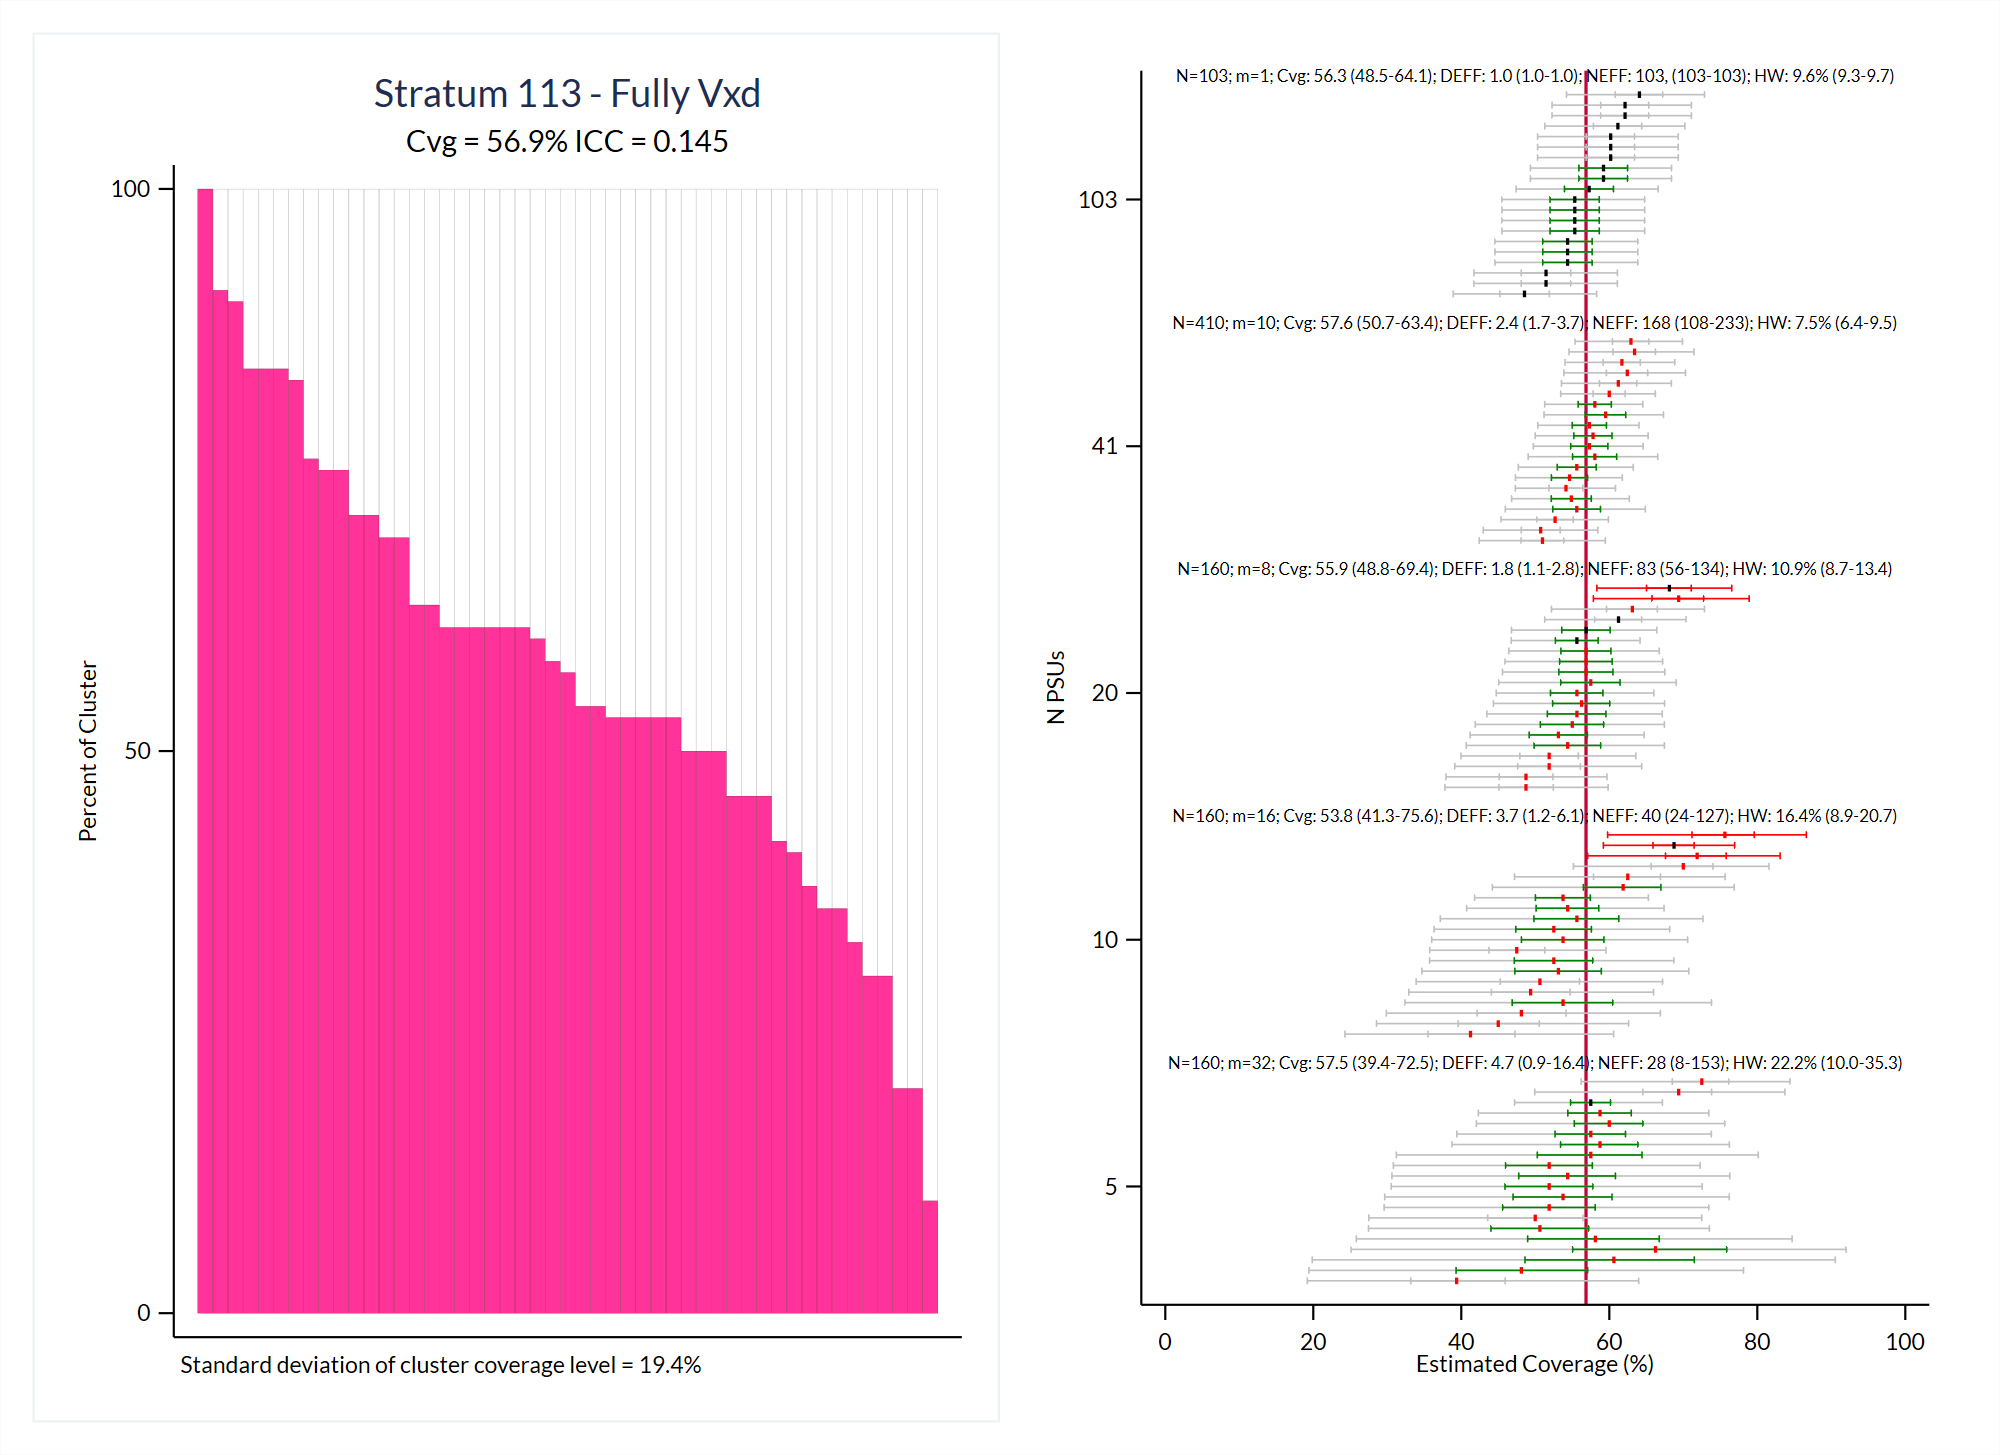 Stratum 113 - Fully Vxd
Cvg = 56.9% ICC = 0.145
100
50
0
Percent of Cluster
Standard deviation of cluster coverage level = 19.4%
N=103; m=1; Cvg: 56.3 (48.5-64.1); DEFF: 1.0 (1.0-1.0); NEFF: 103, (103-103); HW: 9.6% (9.3-9.7)
103
N=410; m=10; Cvg: 57.6 (50.7-63.4); DEFF: 2.4 (1.7-3.7); NEFF: 168 (108-233); HW: 7.5% (6.4-9.5)
41
N=160; m=8; Cvg: 55.9 (48.8-69.4); DEFF: 1.8 (1.1-2.8); NEFF: 83 (56-134); HW: 10.9% (8.7-13.4)
N PSUs
20
N=160; m=16; Cvg: 53.8 (41.3-75.6); DEFF: 3.7 (1.2-6.1); NEFF: 40 (24-127); HW: 16.4% (8.9-20.7)
10
N=160; m=32; Cvg: 57.5 (39.4-72.5); DEFF: 4.7 (0.9-16.4); NEFF: 28 (8-153); HW: 22.2% (10.0-35.3)
5
0 20 40 60 80 100
Estimated Coverage (%)